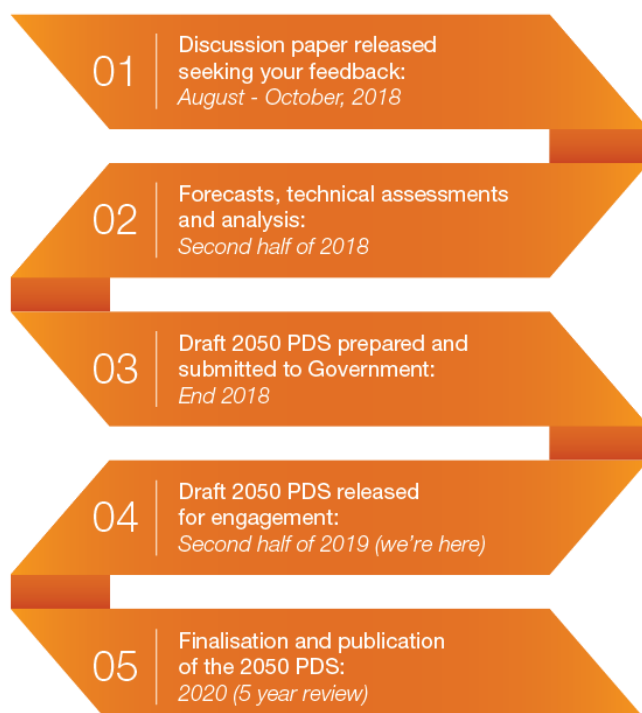 01
Discussion paper released
seeking your feedback:
August - October, 2018
02
Forecasts, technical assessments
and analysis:
Second half of 2018
03
Draft 2050 PDS prepared and
submitted to Government:
End 2018
04
Draft 2050 PDS released
for engagement:
Second half of 2019 (we're here)
05
Finalisation and publication
of the 2050 PDS:
2020 (5 year review)